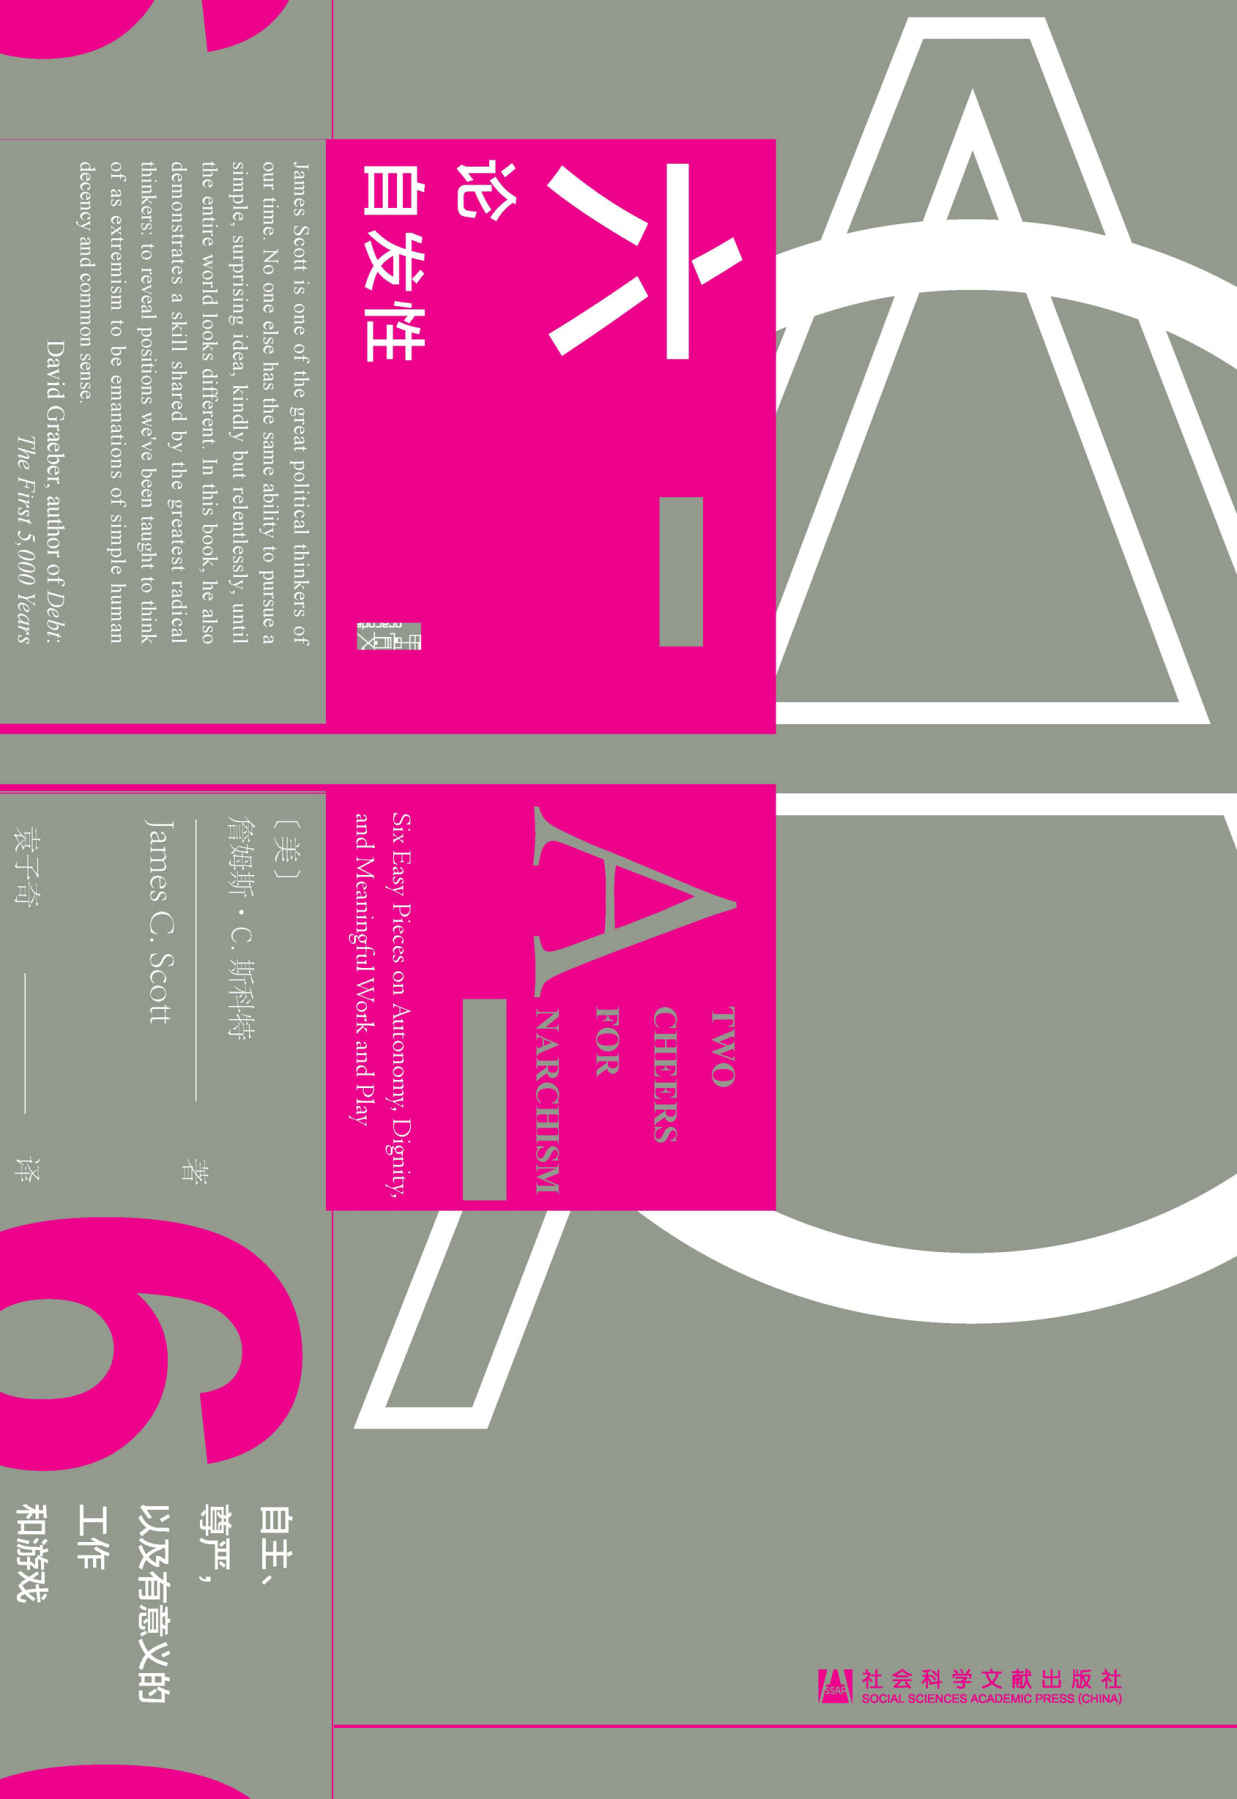 六
论
自发性
James Scott is one of the great political thinkers of
our time. No one else has the same ability to pursue a
simple, surprising idea, kindly but relentlessly, until
the entire world looks different. In this book, he also
demonstrates a skill shared by the greatest radical
thinkers: to reveal positions we've been taught to think
of as extremism to be emanations of simple human
decency and common sense.
David Graeber, author of Debt:
The First 5,000 Years
TWO
CHEERS
FOR
ANARCHISM
Six Easy Pieces on Autonomy, Dignity,
and Meaningful Work and Play
〔美〕
詹姆斯·C. 斯科特
著
James C. Scott
袁子奇
译
6
自主、
尊严，
以及有意义的
工作
和游戏
SSAP
社会科学文献出版社
SOCIAL SCIENCES ACADEMIC PRESS (CHINA)